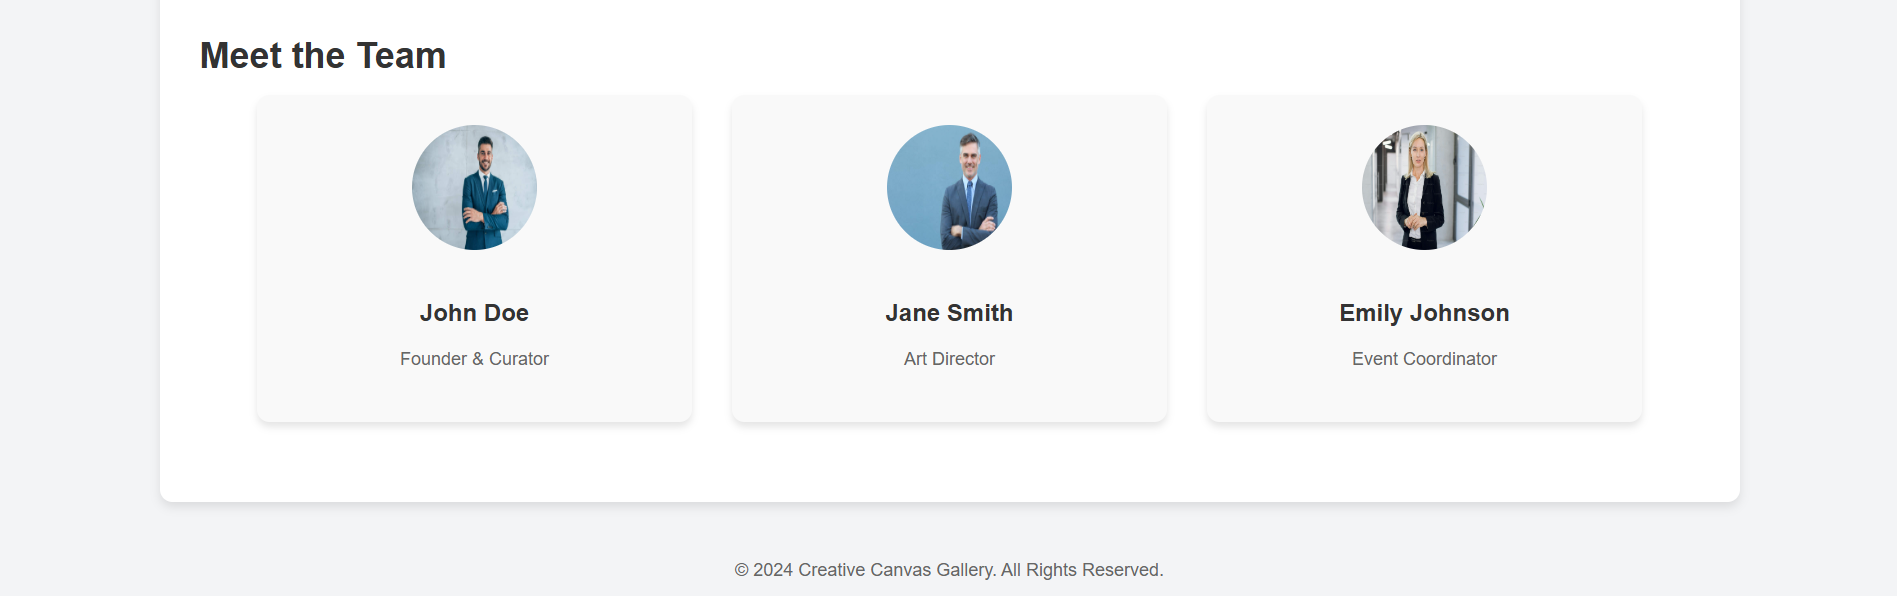 Meet the Team
John Doe
Founder & Curator
Jane Smith
Art Director
Emily Johnson
Event Coordinator
© 2024 Creative Canvas Gallery. All Rights Reserved.